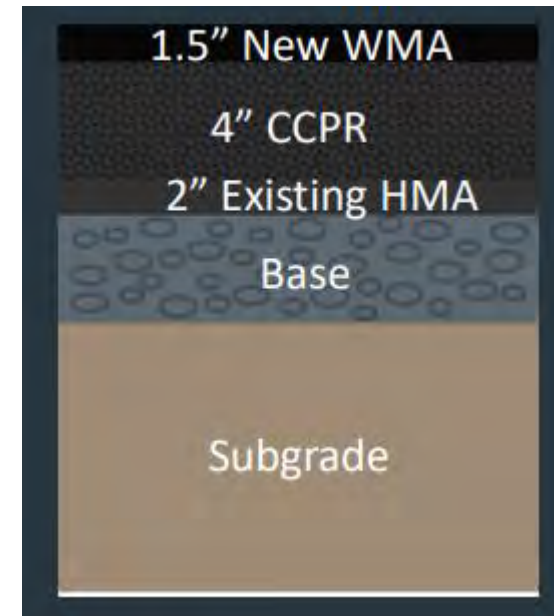 1.5” New WMA
4” CCPR
2” Existing HMA
Base
Subgrade